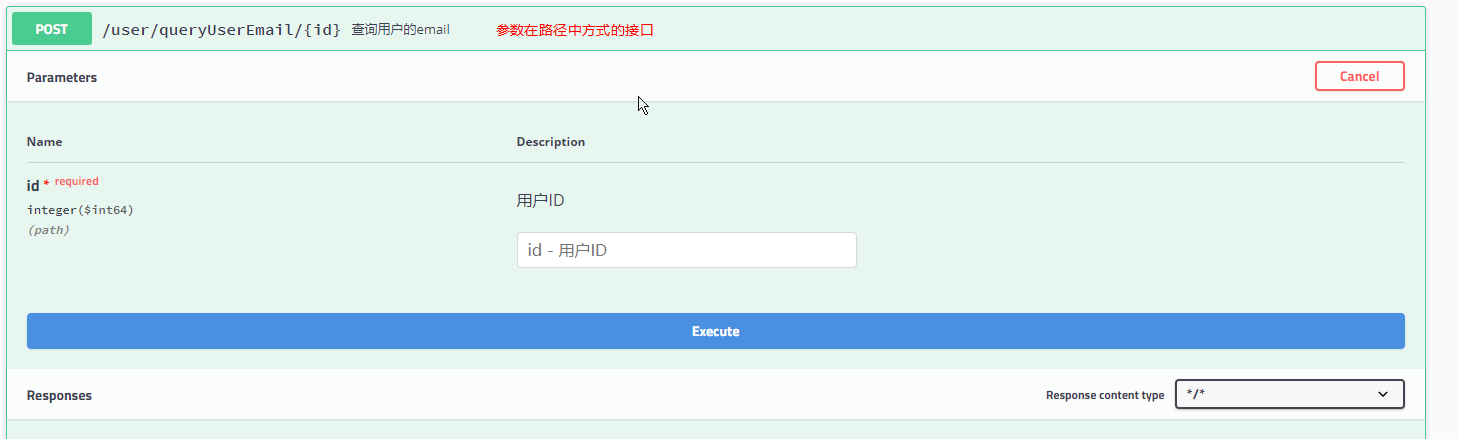 POST /user/queryUserEmail/{id} 查询用户的email 参数在路径中方式的接口
Parameters Cancel
Name Description
id * required
用户ID
integer($int64)
(path)
id - 用户ID
Execute
Responses Response content type */*